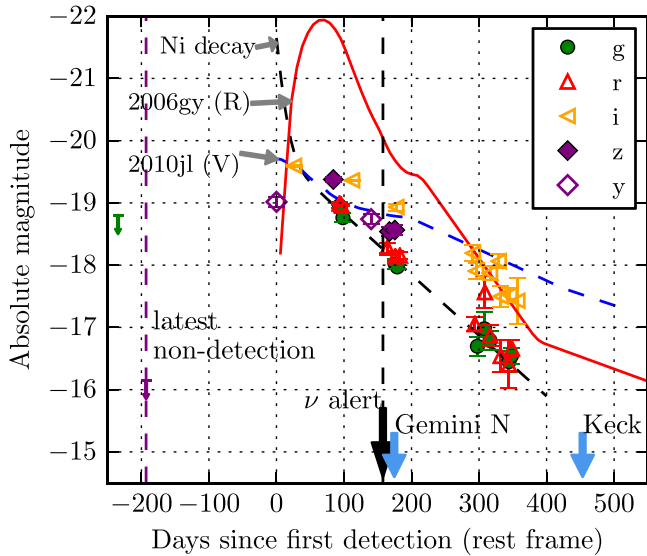 −22
−21
−20
−19
−18
−17
−16
−15
Absolute magnitude
Ni decay
2006gy (R)
2010jl (V)
g
r
i
z
y
latest
non-detection
ν alert
Gemini N
Keck
−200 −100 0 100 200 300 400 500
Days since first detection (rest frame)